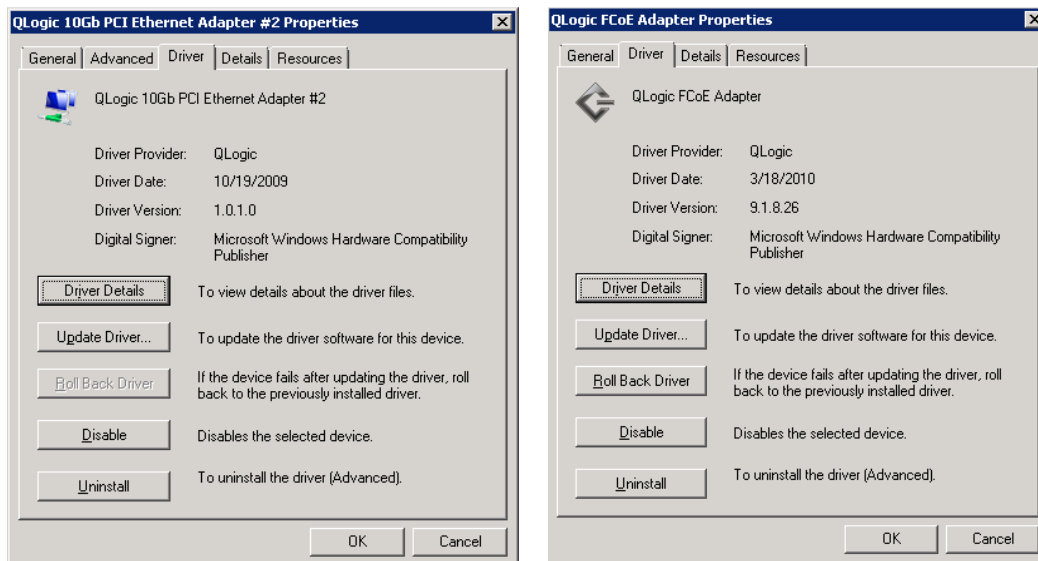 QLogic 10Gb PCI Ethernet Adapter #2 Properties
General Advanced Driver Details Resources
QLogic 10Gb PCI Ethernet Adapter #2
Driver Provider: QLogic
Driver Date: 10/19/2009
Driver Version: 1.0.1.0
Digital Signer: Microsoft Windows Hardware Compatibility
Publisher
Driver Details To view details about the driver files.
Update Driver... To update the driver software for this device.
Roll Back Driver If the device fails after updating the driver, roll
back to the previously installed driver.
Disable Disables the selected device.
Uninstall To uninstall the driver (Advanced).
OK Cancel
QLogic FCoE Adapter Properties
General Driver Details Resources
QLogic FCoE Adapter
Driver Provider: QLogic
Driver Date: 3/18/2010
Driver Version: 9.1.8.26
Digital Signer: Microsoft Windows Hardware Compatibility
Publisher
Driver Details To view details about the driver files.
Update Driver... To update the driver software for this device.
Roll Back Driver If the device fails after updating the driver, roll
back to the previously installed driver.
Disable Disables the selected device.
Uninstall To uninstall the driver (Advanced).
OK Cancel